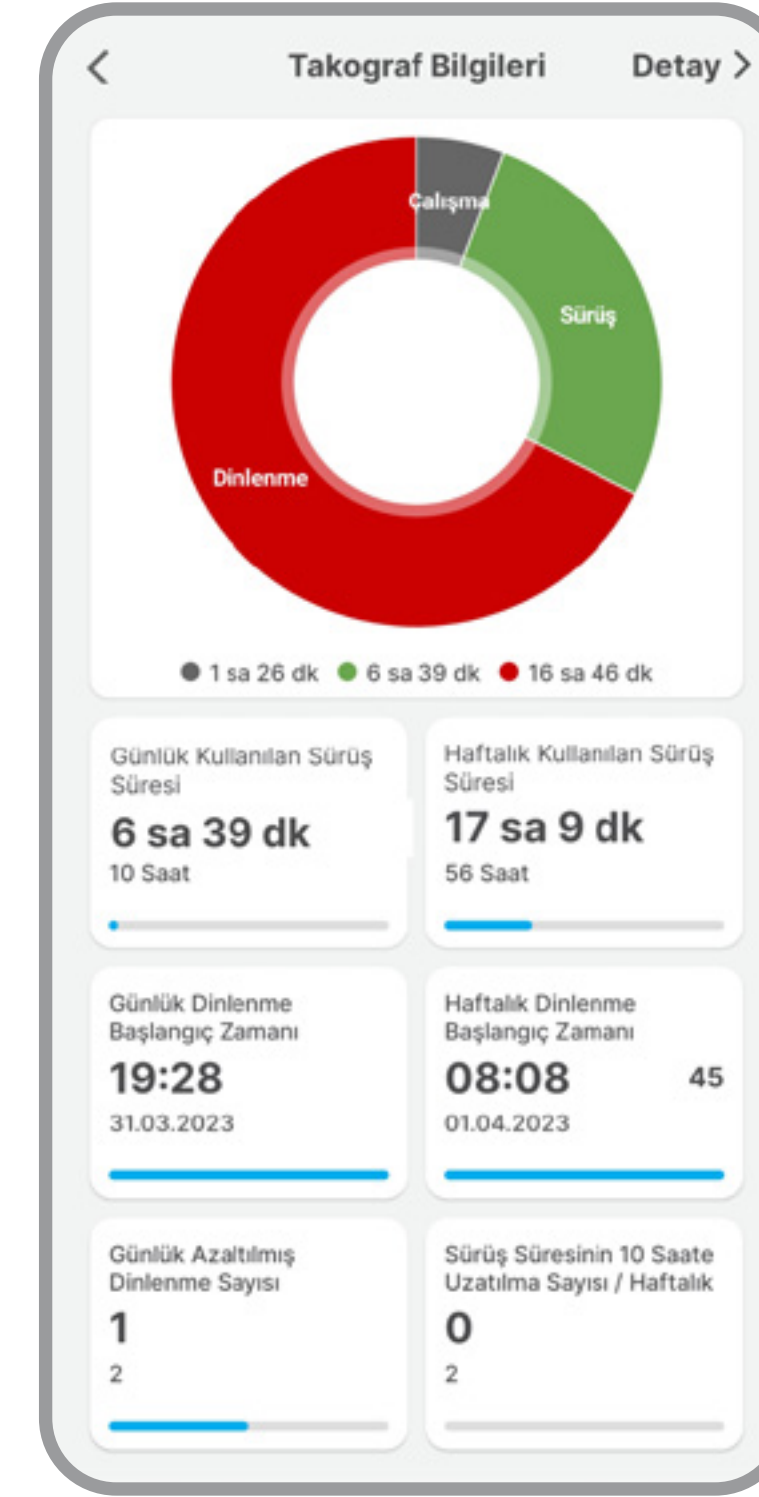 Takograf Bilgileri
Detay >
Çalışma
Sürüş
Dinlenme
1 sa 26 dk
6 sa 39 dk
16 sa 46 dk
Günlük Kullanılan Sürüş
Süresi
6 sa 39 dk
10 Saat
Haftalık Kullanılan Sürüş
Süresi
17 sa 9 dk
56 Saat
Günlük Dinlenme
Başlangıç Zamanı
19:28
31.03.2023
Haftalık Dinlenme
Başlangıç Zamanı
08:08
45
01.04.2023
Günlük Azaltılmış
Dinlenme Sayısı
1
2
Sürüş Süresinin 10 Saate
Uzatılma Sayısı / Haftalık
0
2